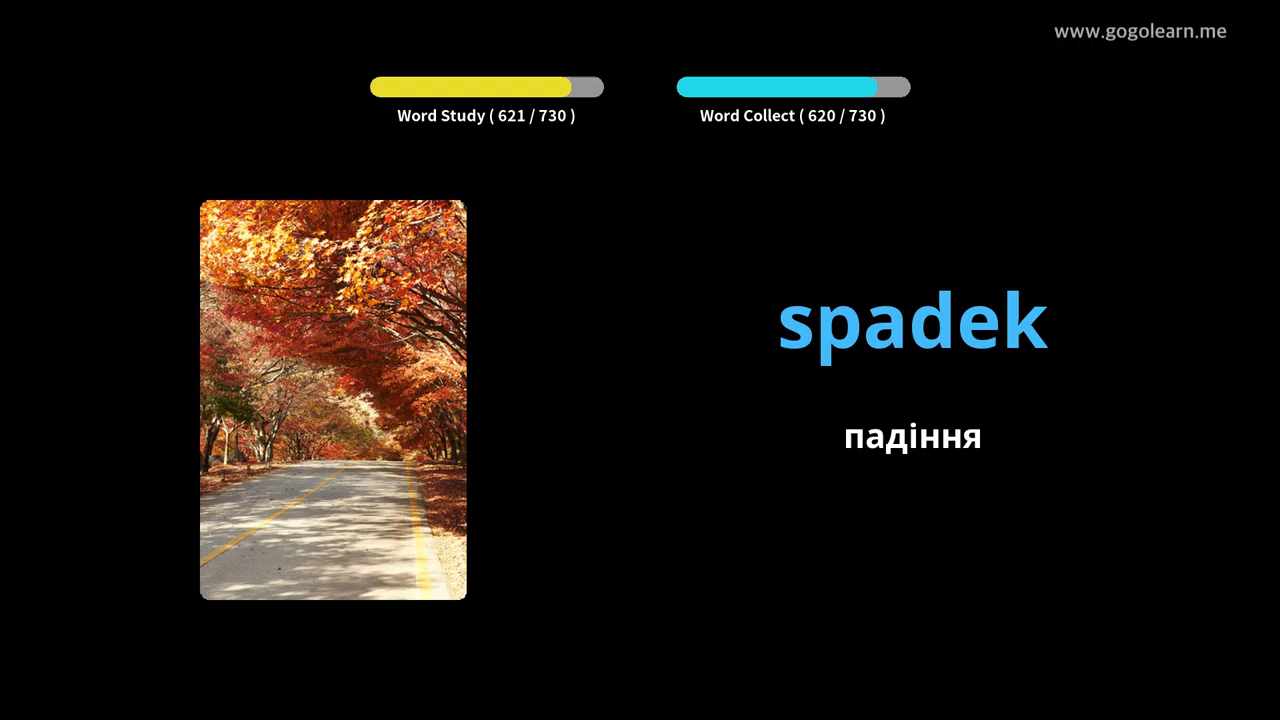 www.gogolearn.me
Word Study ( 621 / 730 )
Word Collect ( 620 / 730 )
spadek
падіння